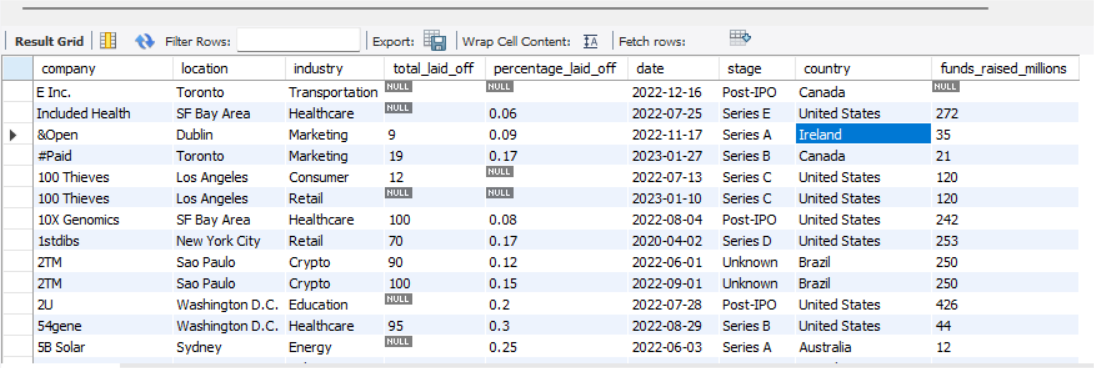 Result Grid Filter Rows: Export: Wrap Cell Content: Fetch rows:
company location industry total_laid_off percentage_laid_off date stage country funds_raised_millions
E Inc. Toronto Transportation NULL NULL 2022-12-16 Post-IPO Canada NULL
Included Health SF Bay Area Healthcare NULL 0.06 2022-07-25 Series E United States 272
&Open Dublin Marketing 9 0.09 2022-11-17 Series A Ireland 35
#Paid Toronto Marketing 19 0.17 2023-01-27 Series B Canada 21
100 Thieves Los Angeles Consumer 12 NULL 2022-07-13 Series C United States 120
100 Thieves Los Angeles Retail NULL NULL 2023-01-10 Series C United States 120
10X Genomics SF Bay Area Healthcare 100 0.08 2022-08-04 Post-IPO United States 242
1stdibs New York City Retail 70 0.17 2020-04-02 Series D United States 253
2TM Sao Paulo Crypto 90 0.12 2022-06-01 Unknown Brazil 250
2TM Sao Paulo Crypto 100 0.15 2022-09-01 Unknown Brazil 250
2U Washington D.C. Education NULL 0.2 2022-07-28 Post-IPO United States 426
54gene Washington D.C. Healthcare 95 0.3 2022-08-29 Series B United States 44
5B Solar Sydney Energy NULL 0.25 2022-06-03 Series A Australia 12